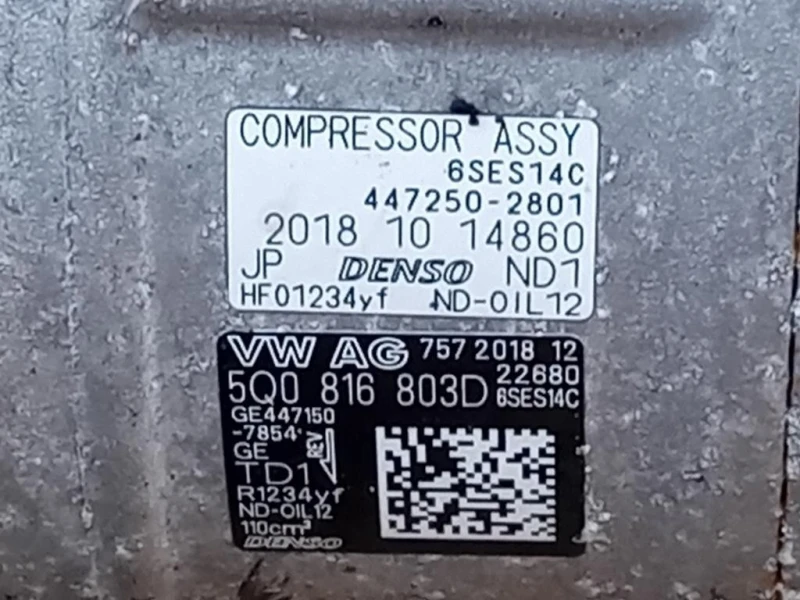 COMPRESSOR ASSY
6SES14C
447250-2801
2018 10 14860
JP DENSO ND1
HFO1234yf ND-OIL12
VW AG 757 2018 12
22680
5Q0 816 803D 6SES14C
GE447150
-7854
REV
GE
TD1
R1234yf
ND-OIL12
110cm³
DENSO